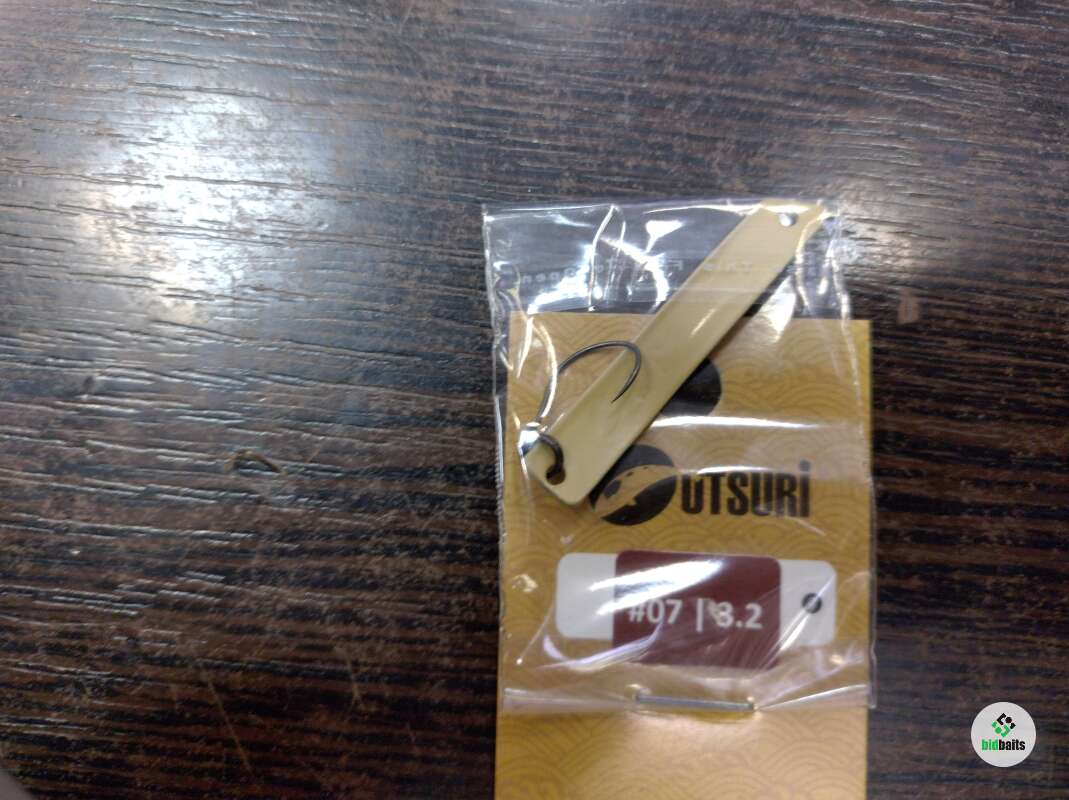 UTSURI
#07 | 3.2
bidbaits